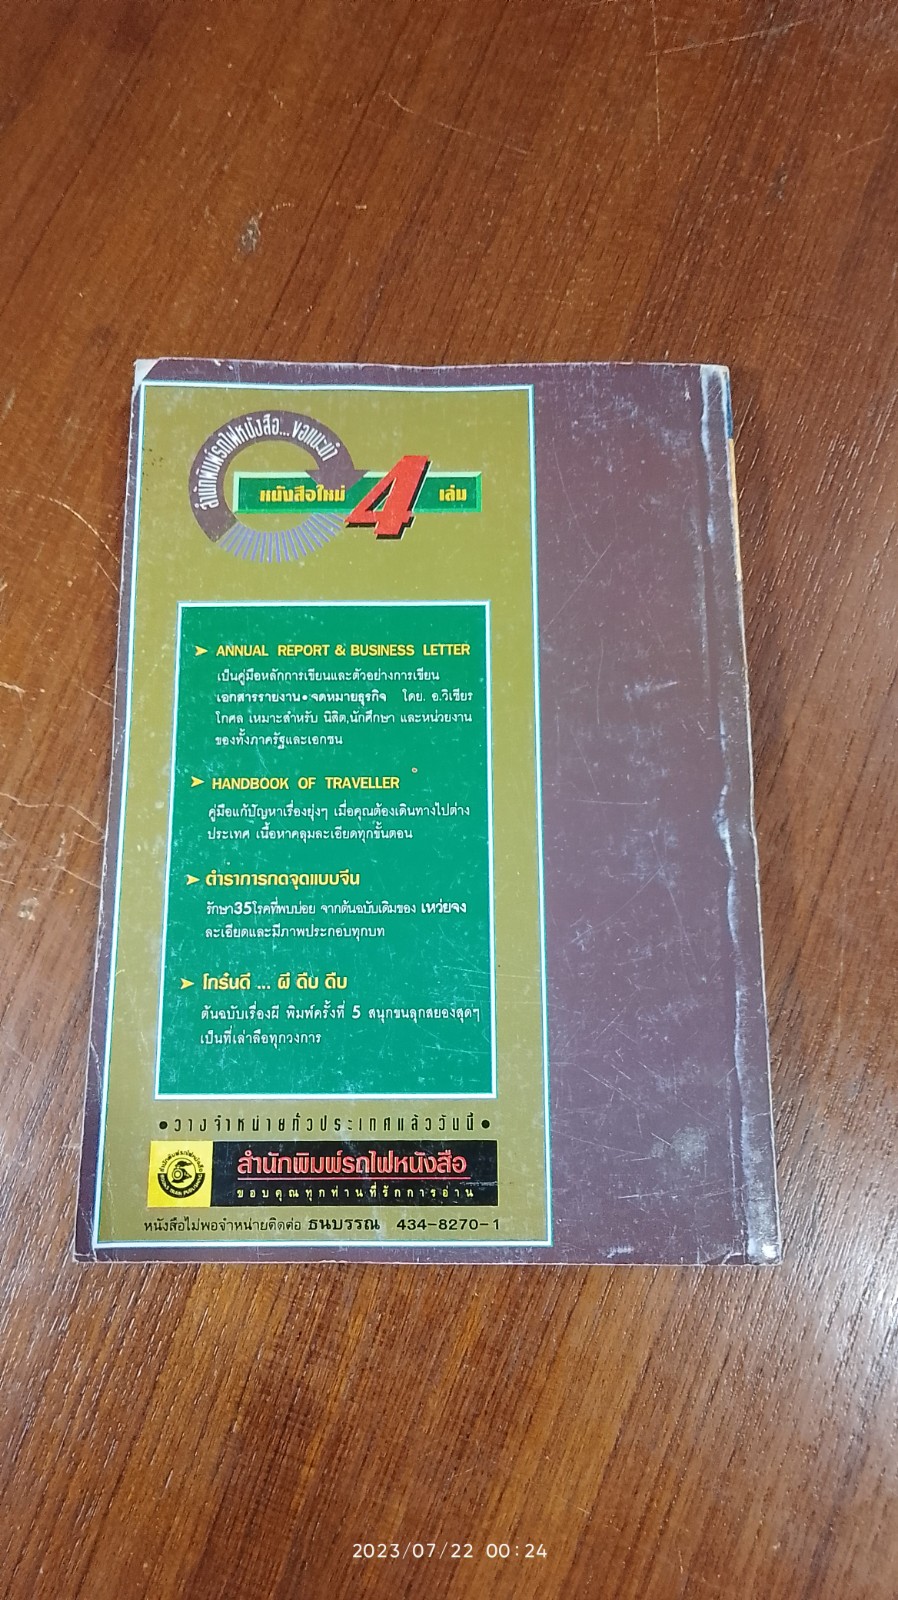 สำนักพิมพ์รถไฟหนังสือ...ขอแนะนำ
หนังสือใหม่ 4 เล่ม
➤ ANNUAL REPORT & BUSINESS LETTER
เป็นคู่มือหลักการเขียนและตัวอย่างการเขียน
เอกสารรายงาน•จดหมายธุรกิจ โดย. อ.วิเชียร
โกศล เหมาะสำหรับ นิสิต,นักศึกษา และหน่วยงาน
ของทั้งภาครัฐและเอกชน
➤ HANDBOOK OF TRAVELLER
คู่มือแก้ปัญหาเรื่องยุ่งๆ เมื่อคุณต้องเดินทางไปต่าง
ประเทศ เนื้อหาคลุมละเอียดทุกขั้นตอน
➤ ตำราการกดจุดแบบจีน
รักษา35โรคที่พบบ่อย จากต้นฉบับเดิมของ เหว่ยจง
ละเอียดและมีภาพประกอบทุกบท
➤ โกร๋นดี ... ผี ดึบ ดึบ
ต้นฉบับเรื่องผี พิมพ์ครั้งที่ 5 สนุกขนลุกสยองสุดๆ
เป็นที่เล่าลือทุกวงการ
•วางจำหน่ายทั่วประเทศแล้ววันนี้•
สำนักพิมพ์รถไฟหนังสือ
ขอบคุณทุกท่านที่รักการอ่าน
หนังสือไม่พอจำหน่ายติดต่อ ธนบรรณ 434-8270-1
2023/07/22 00:24